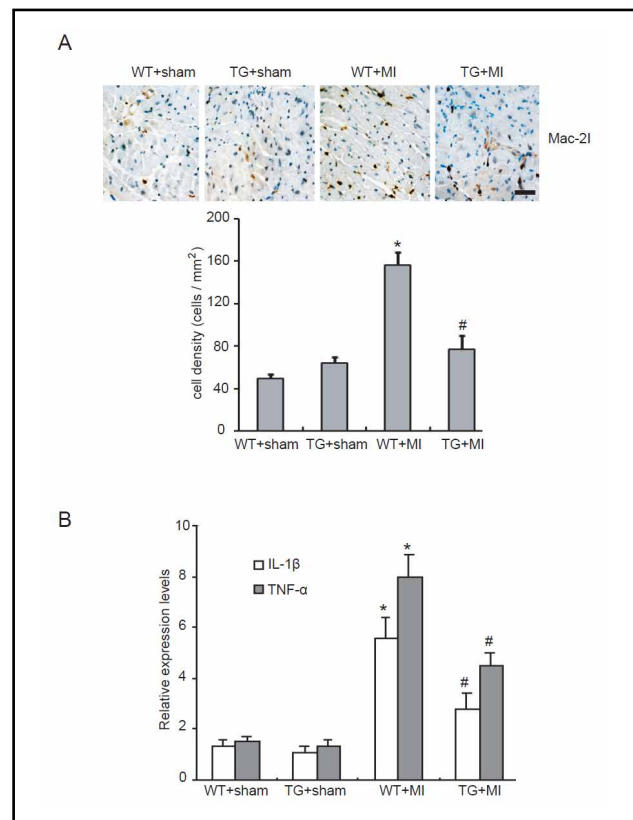 A
WT+sham TG+sham WT+MI TG+MI
Mac-2I
cell density (cells / mm²)
200
160
120
80
40
0
*
#
WT+sham TG+sham WT+MI TG+MI
B
Relative expression levels
10
8
6
4
2
0
IL-1β
TNF-α
* *
# #
WT+sham TG+sham WT+MI TG+MI